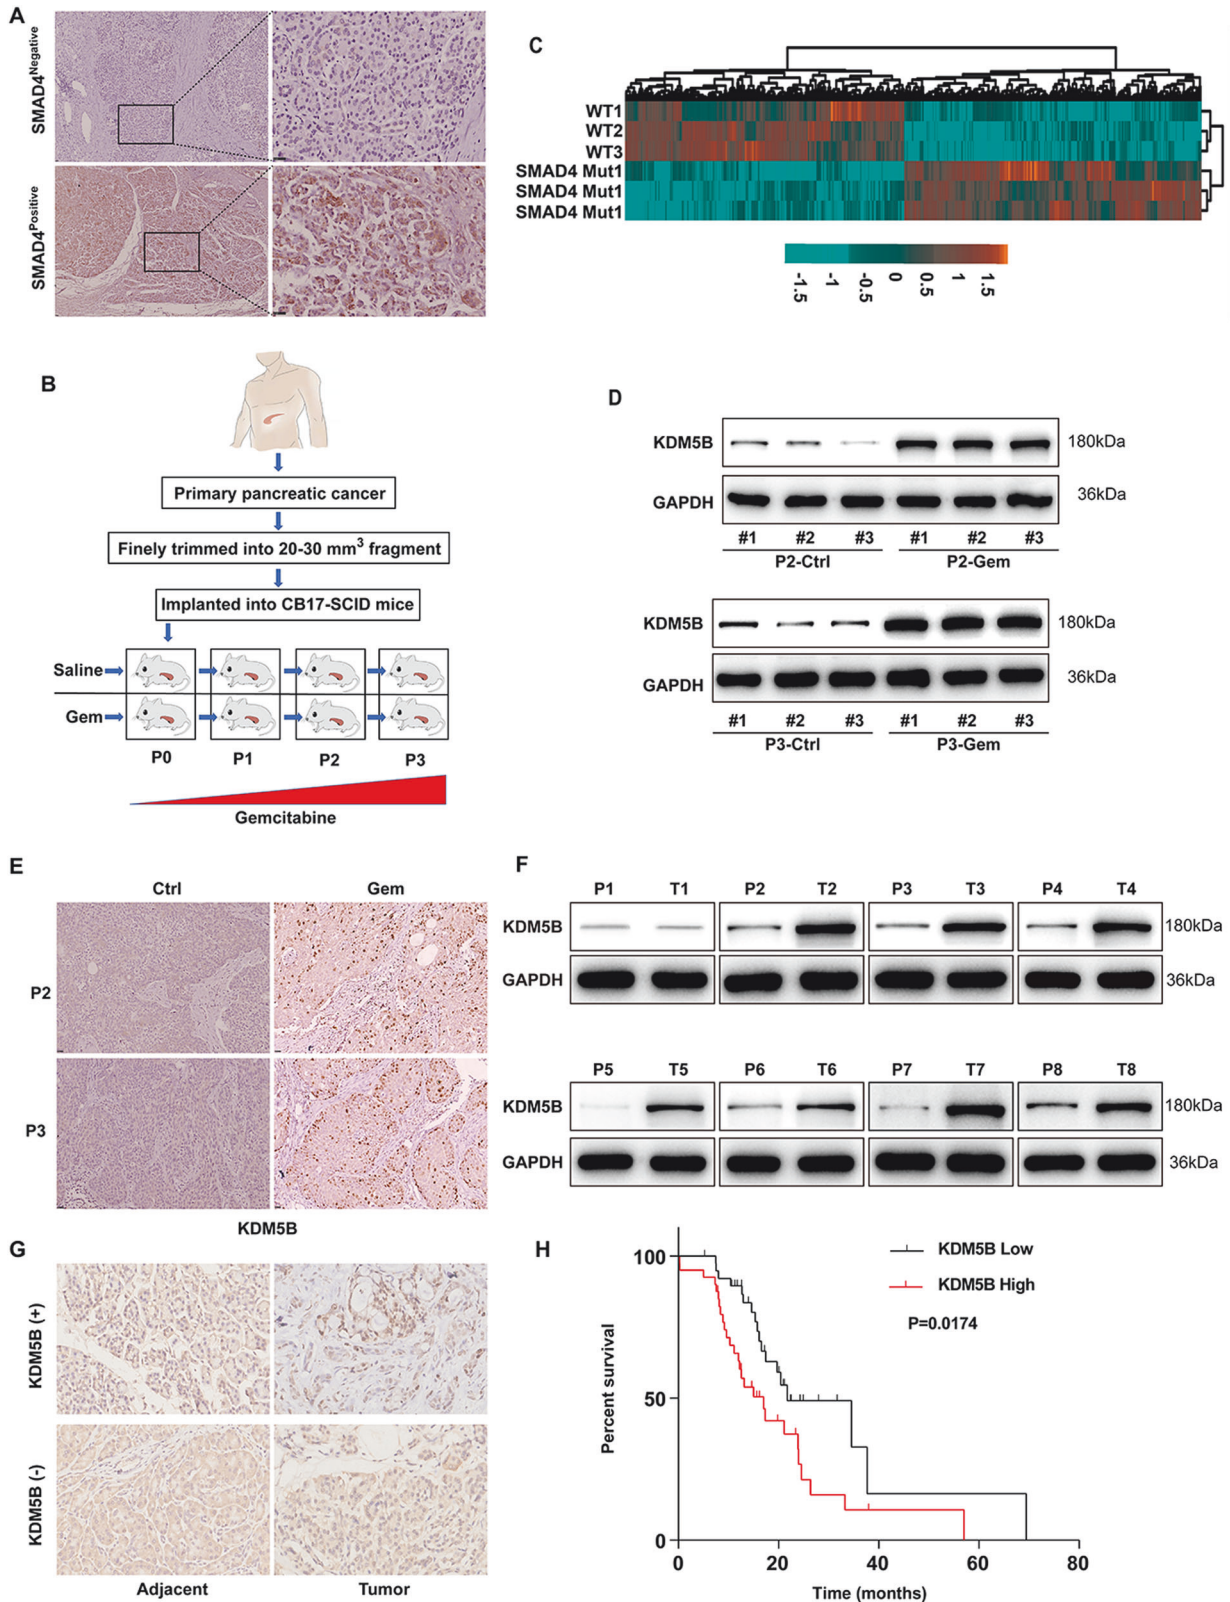 A
SMAD4Negative
SMAD4Positive
B
Primary pancreatic cancer
Finely trimmed into 20-30 mm3 fragment
Implanted into CB17-SCID mice
Saline
Gem
P0 P1 P2 P3
Gemcitabine
C
WT1
WT2
WT3
SMAD4 Mut1
SMAD4 Mut1
SMAD4 Mut1
-1.5 -1 -0.5 0 0.5 1 1.5
D
KDM5B 180kDa
GAPDH 36kDa
#1 #2 #3 #1 #2 #3
P2-Ctrl P2-Gem
KDM5B 180kDa
GAPDH 36kDa
#1 #2 #3 #1 #2 #3
P3-Ctrl P3-Gem
E
Ctrl Gem
P2
P3
KDM5B
F
P1 T1 P2 T2 P3 T3 P4 T4
KDM5B 180kDa
GAPDH 36kDa
P5 T5 P6 T6 P7 T7 P8 T8
KDM5B 180kDa
GAPDH 36kDa
G
KDM5B (+)
KDM5B (-)
Adjacent Tumor
H
KDM5B Low
KDM5B High
P=0.0174
Percent survival
100
50
0
0 20 40 60 80
Time (months)